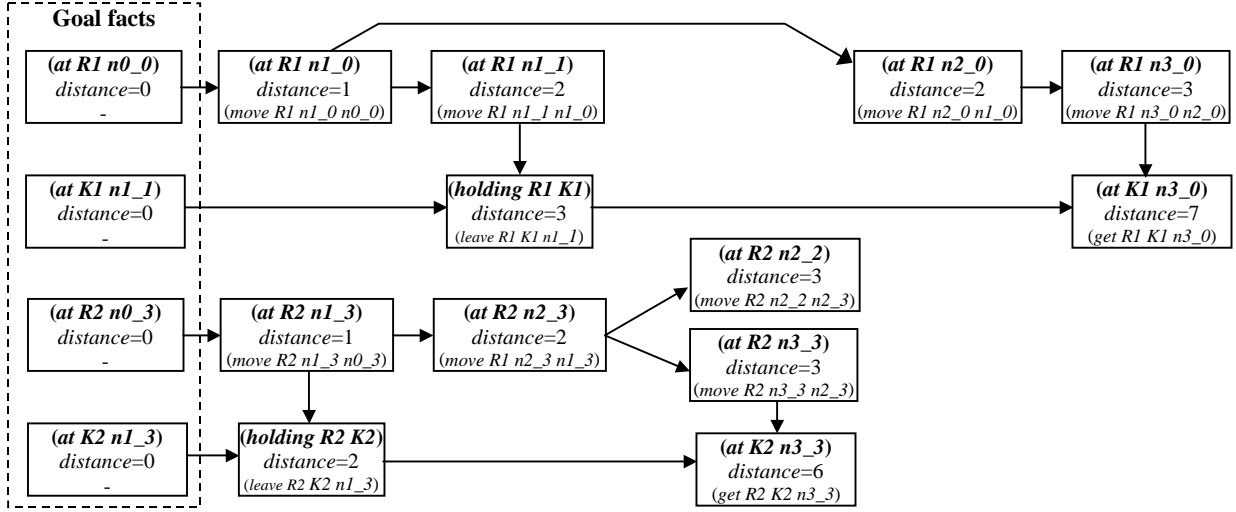 Goal facts
(at R1 n0_0)
distance=0
-
(at R1 n1_0)
distance=1
(move R1 n1_0 n0_0)
(at R1 n1_1)
distance=2
(move R1 n1_1 n1_0)
(at R1 n2_0)
distance=2
(move R1 n2_0 n1_0)
(at R1 n3_0)
distance=3
(move R1 n3_0 n2_0)
(at K1 n1_1)
distance=0
-
(holding R1 K1)
distance=3
(leave R1 K1 n1_1)
(at K1 n3_0)
distance=7
(get R1 K1 n3_0)
(at R2 n2_2)
distance=3
(move R2 n2_2 n2_3)
(at R2 n0_3)
distance=0
-
(at R2 n1_3)
distance=1
(move R2 n1_3 n0_3)
(at R2 n2_3)
distance=2
(move R1 n2_3 n1_3)
(at R2 n3_3)
distance=3
(move R2 n3_3 n2_3)
(at K2 n1_3)
distance=0
-
(holding R2 K2)
distance=2
(leave R2 K2 n1_3)
(at K2 n3_3)
distance=6
(get R2 K2 n3_3)